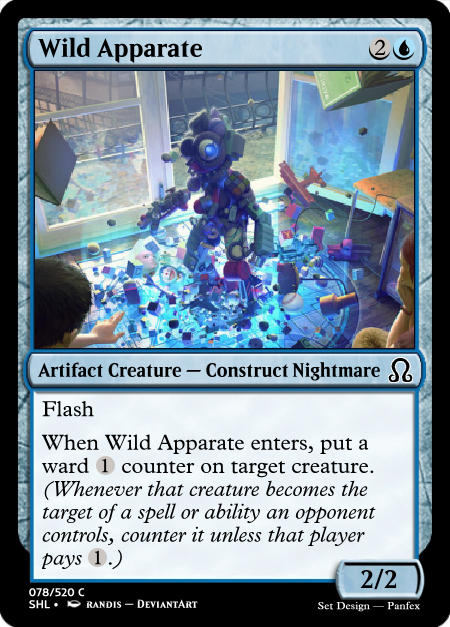 Wild Apparate 2
Artifact Creature — Construct Nightmare
Flash
When Wild Apparate enters, put a
ward 1 counter on target creature.
(Whenever that creature becomes the
target of a spell or ability an opponent
controls, counter it unless that player
pays 1.)
2/2
078/520 C
SHL • RANDIS — DEVIANTART
Set Design — Panfex